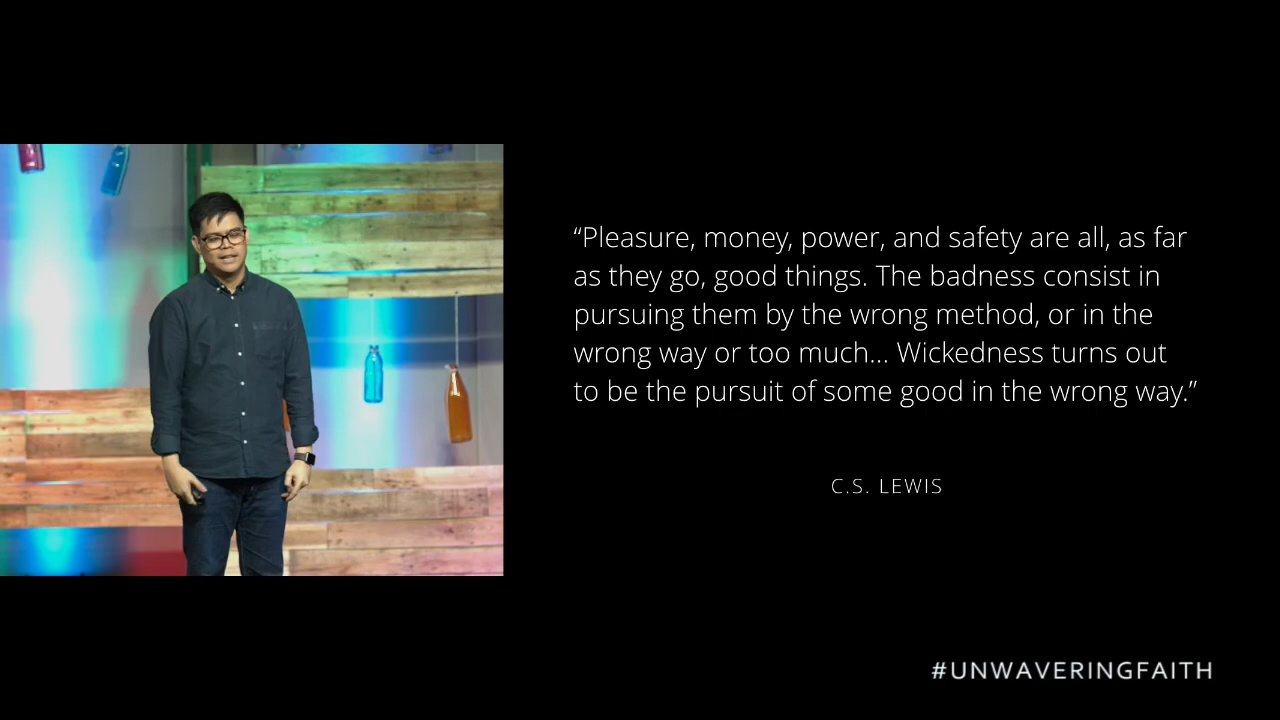 “Pleasure, money, power, and safety are all, as far
as they go, good things. The badness consist in
pursuing them by the wrong method, or in the
wrong way or too much... Wickedness turns out
to be the pursuit of some good in the wrong way.”
C.S. LEWIS
#UNWAVERINGFAITH